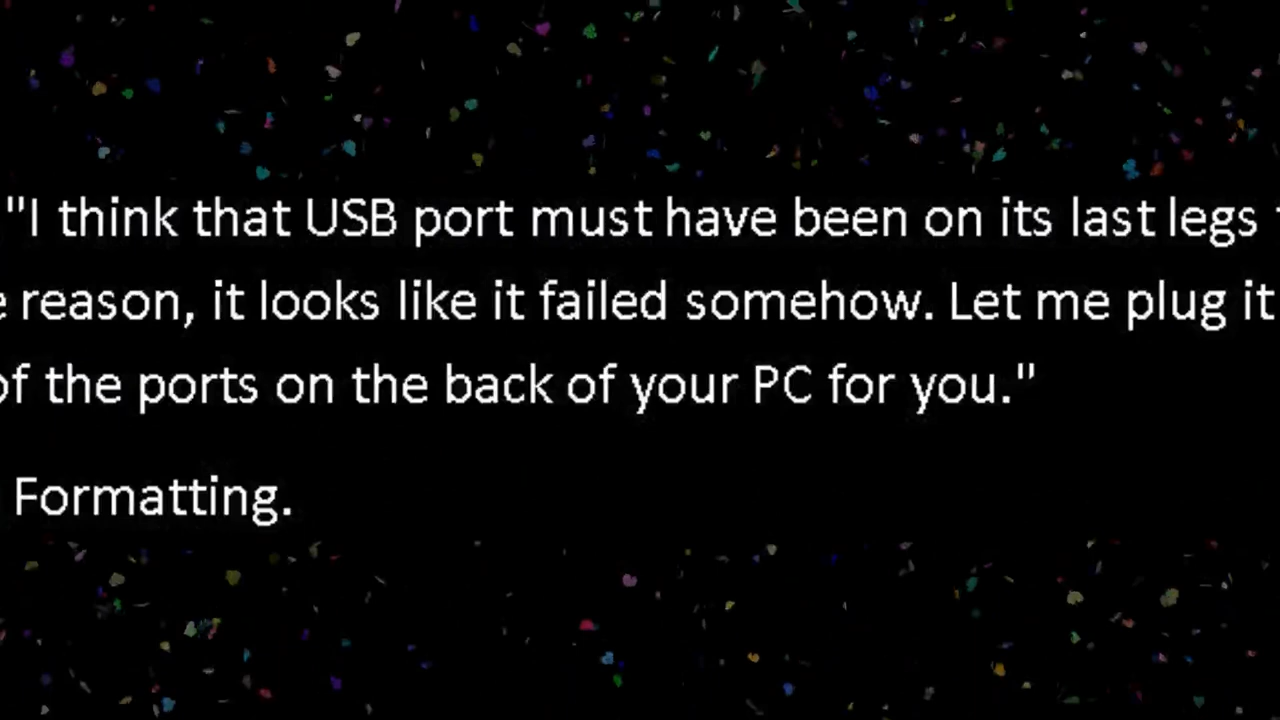 "I think that USB port must have been on its last legs
reason, it looks like it failed somehow. Let me plug it
of the ports on the back of your PC for you."
Formatting.